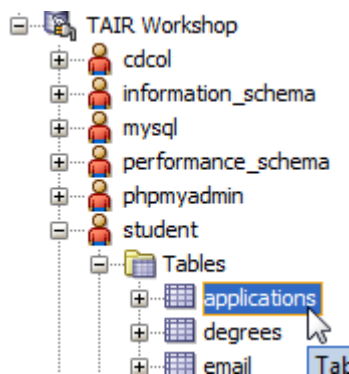 TAIR Workshop
cdcol
information_schema
mysql
performance_schema
phpmyadmin
student
Tables
applications
degrees
email
Tab